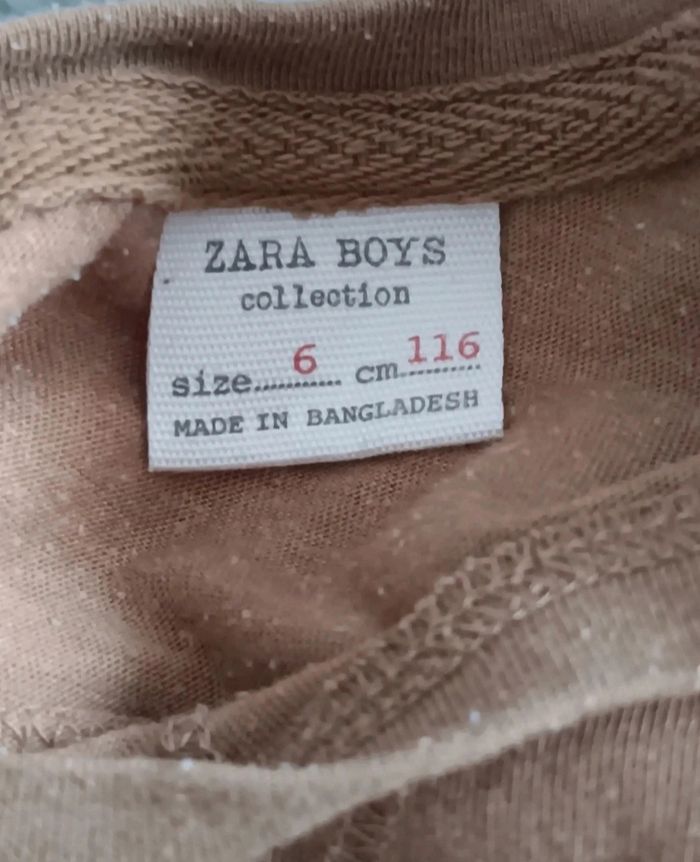 ZARA BOYS
collection
size............ 6 cm........... 116
MADE IN BANGLADESH